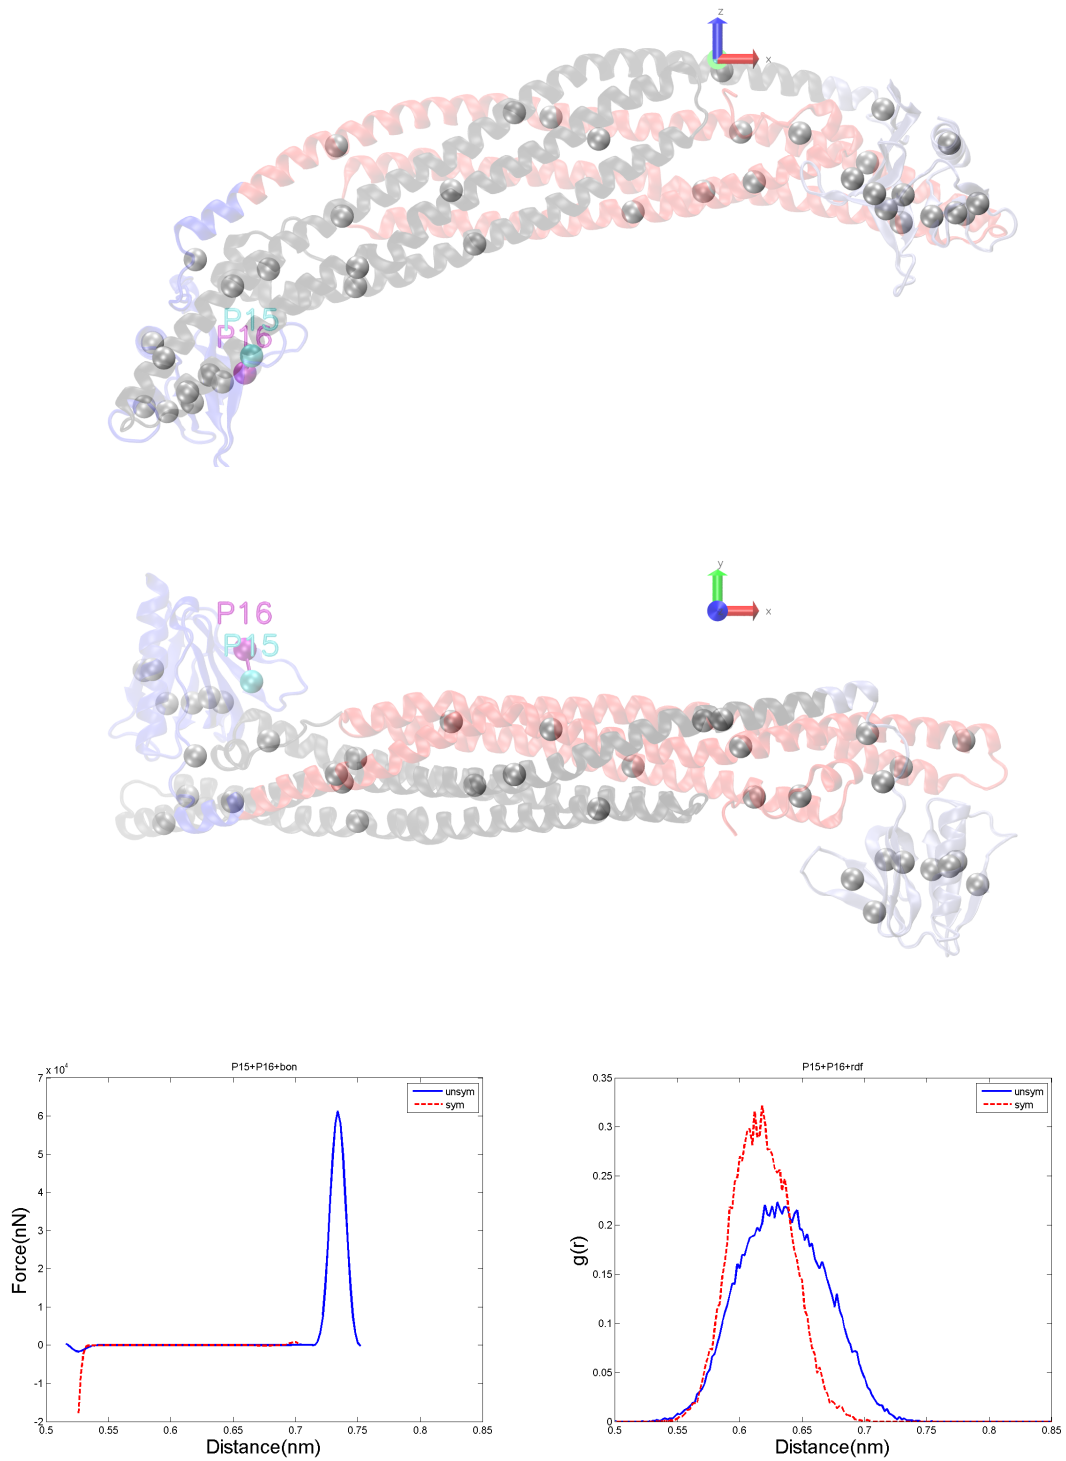 z
x
P15
P16
y
x
P16
P15
P15+P16+bon
x 10⁴
7
6
5
4
3
2
1
0
-1
-2
0.5
0.55
0.6
0.65
0.7
0.75
0.8
0.85
Force(nN)
Distance(nm)
unsym
sym
P15+P16+rdf
0.35
0.3
0.25
0.2
0.15
0.1
0.05
0
0.5
0.55
0.6
0.65
0.7
0.75
0.8
0.85
g(r)
Distance(nm)
unsym
sym